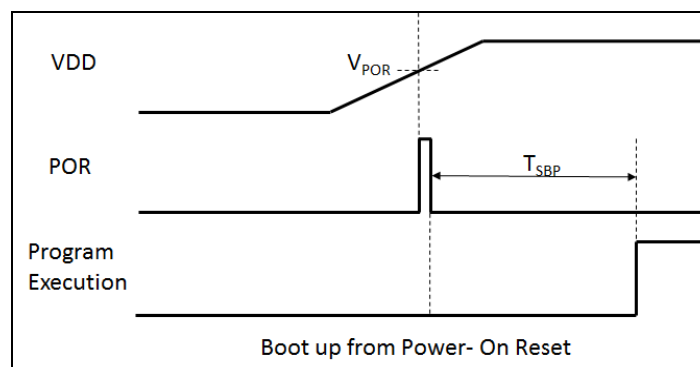 VDD
VPOR
POR
TSBP
Program
Execution
Boot up from Power- On Reset